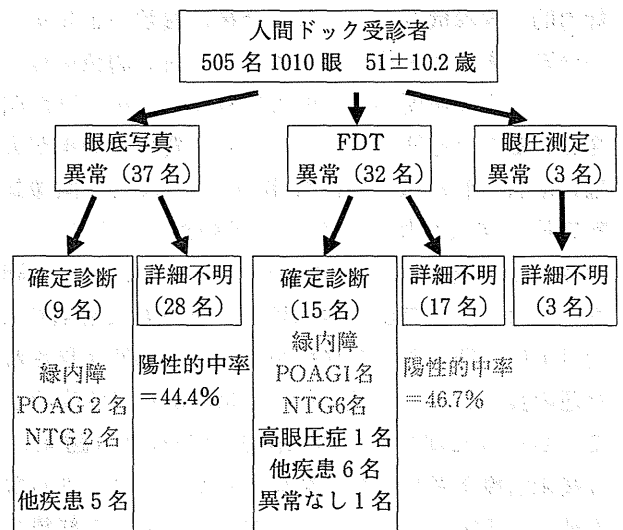 人間ドック受診者
505名1010眼 51±10.2歳
眼底写真
異常（37名）
FDT
異常（32名）
眼圧測定
異常（3名）
確定診断
（9名）
緑内障
POAG 2名
NTG 2名
他疾患5名
詳細不明
（28名）
陽性的中率
＝44.4%
確定診断
（15名）
緑内障
POAG1名
NTG6名
高眼圧症1名
他疾患6名
異常なし1名
詳細不明
（17名）
陽性的中率
＝46.7%
詳細不明
（3名）